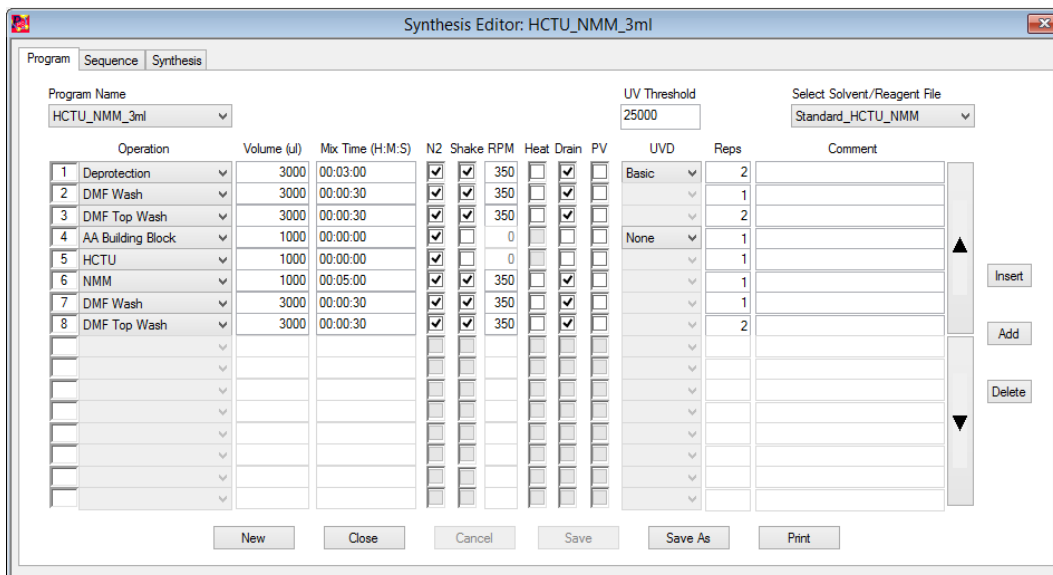 Synthesis Editor: HCTU_NMM_3ml
Program Sequence Synthesis
Program Name UV Threshold Select Solvent/Reagent File
HCTU_NMM_3ml 25000 Standard_HCTU_NMM
Operation Volume (ul) Mix Time (H:M:S) N2 Shake RPM Heat Drain PV UVD Reps Comment
1 Deprotection 3000 00:03:00 350 Basic 2
2 DMF Wash 3000 00:00:30 350 1
3 DMF Top Wash 3000 00:00:30 350 2
4 AA Building Block 1000 00:00:00 0 None 1
5 HCTU 1000 00:00:00 0 1
6 NMM 1000 00:05:00 350 1
7 DMF Wash 3000 00:00:30 350 1
8 DMF Top Wash 3000 00:00:30 350 2
Insert
Add
Delete
New Close Cancel Save Save As Print